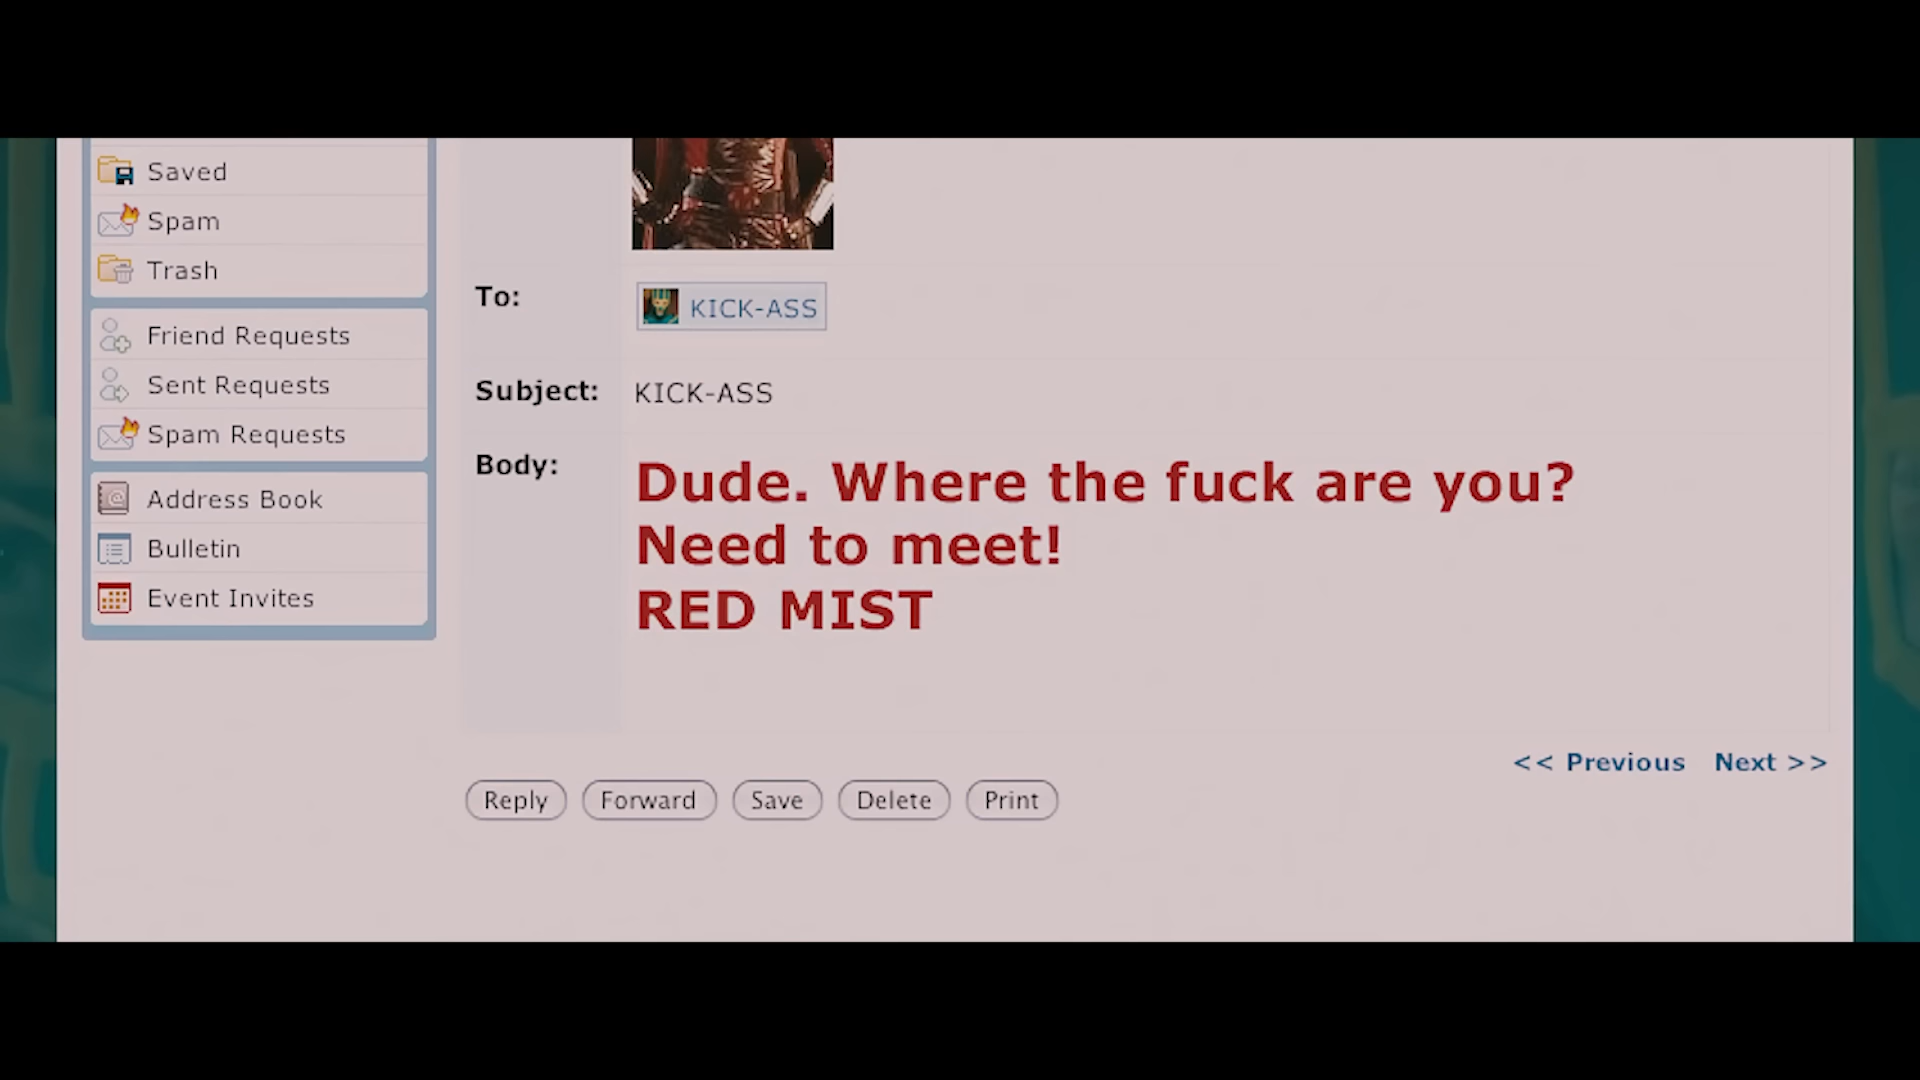 Saved
Spam
Trash
Friend Requests
Sent Requests
Spam Requests
Address Book
Bulletin
Event Invites
To:
KICK-ASS
Subject:
KICK-ASS
Body:
Dude. Where the fuck are you?
Need to meet!
RED MIST
<< Previous Next >>
Reply Forward Save Delete Print